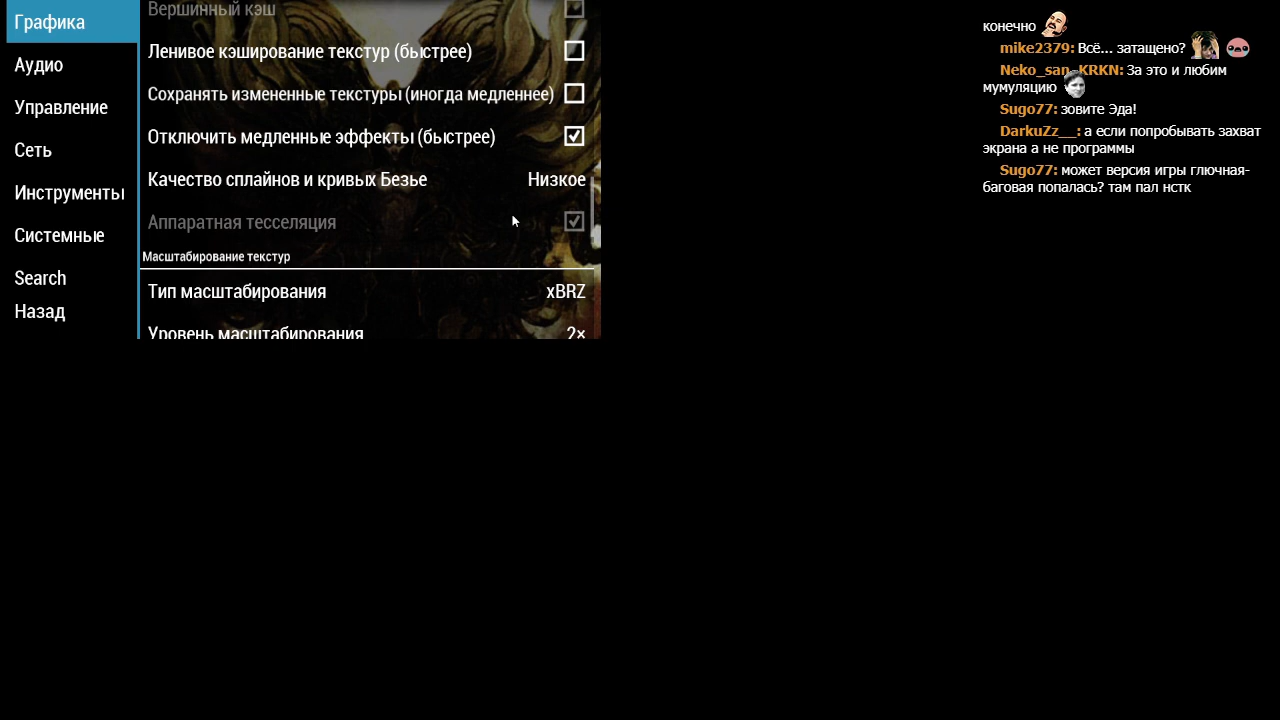 Графика
Аудио
Управление
Сеть
Инструменты
Системные
Search
Назад
Вершинный кэш
Ленивое кэширование текстур (быстрее)
Сохранять измененные текстуры (иногда медленнее)
Отключить медленные эффекты (быстрее)
Качество сплайнов и кривых Безье Низкое
Аппаратная тесселяция
Масштабирование текстур
Тип масштабирования xBRZ
Уровень масштабирования 2×
конечно
mike2379: Всё... затащено?
Neko_san_KRKN: За это и любим
мумуляцию
Sugo77: зовите Эда!
DarkuZz__: а если попробывать захват
экрана а не программы
Sugo77: может версия игры глючная-
баговая попалась? там пал нстк